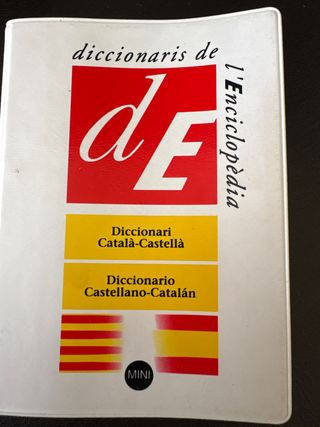 diccionaris de
l'Enciclopèdia
dE
Diccionari
Català-Castellà
Diccionario
Castellano-Catalán
MINI